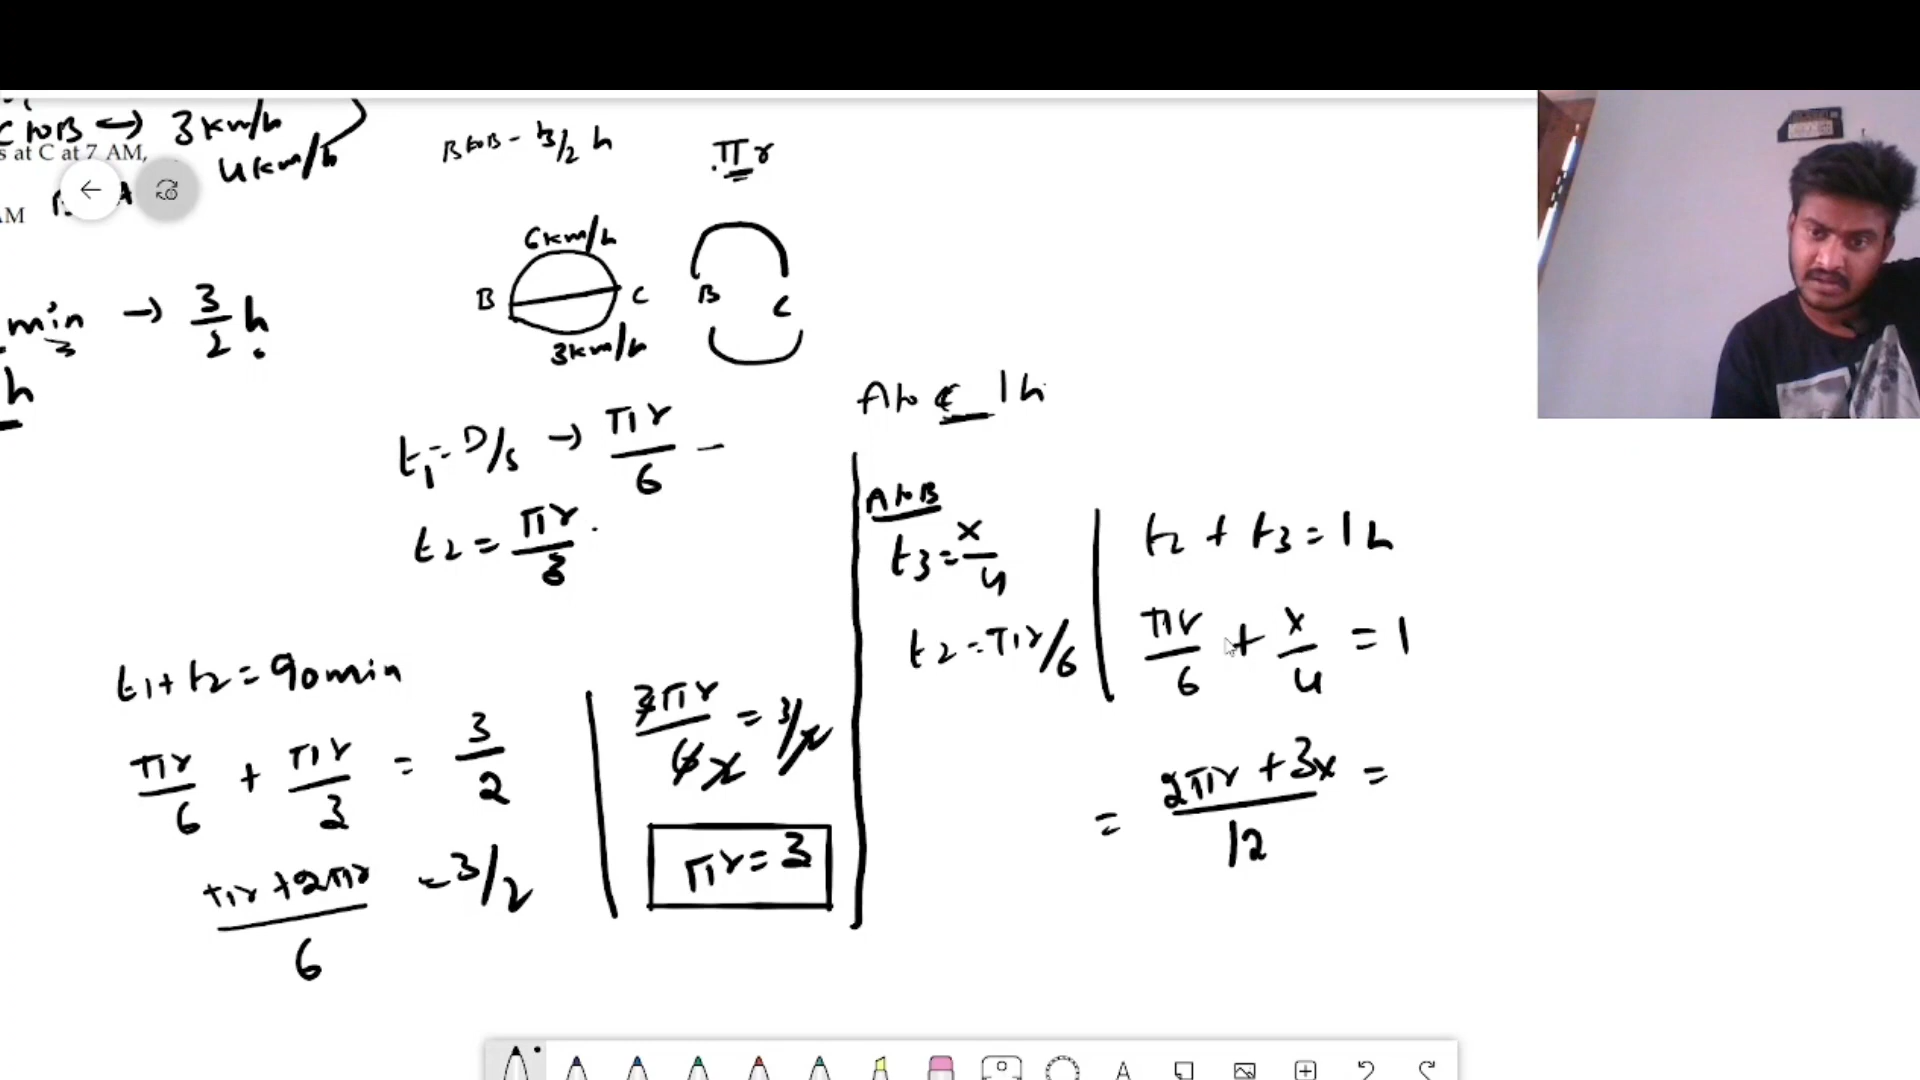 C to B → 3 km/h
s at C at 7 AM,
4 km/h
A
AM
min → 3/2 h.
h
B to B - 3/2 h
.πr
6 km/h
B C
3 km/h
B C
t1 = D/s → πr/6 -
t2 = πr/3 .
t1 + t2 = 90 min
πr/6 + πr/3 = 3/2
πr + 2πr/6 = 3/2
3πr/6 2 = 3/2
πr = 3
A to C 1 h
A to B
t3 = x/4
t2 = πr/6
t2 + t3 = 1 h
πr/6 + x/4 = 1
= 2πr + 3x/12 =